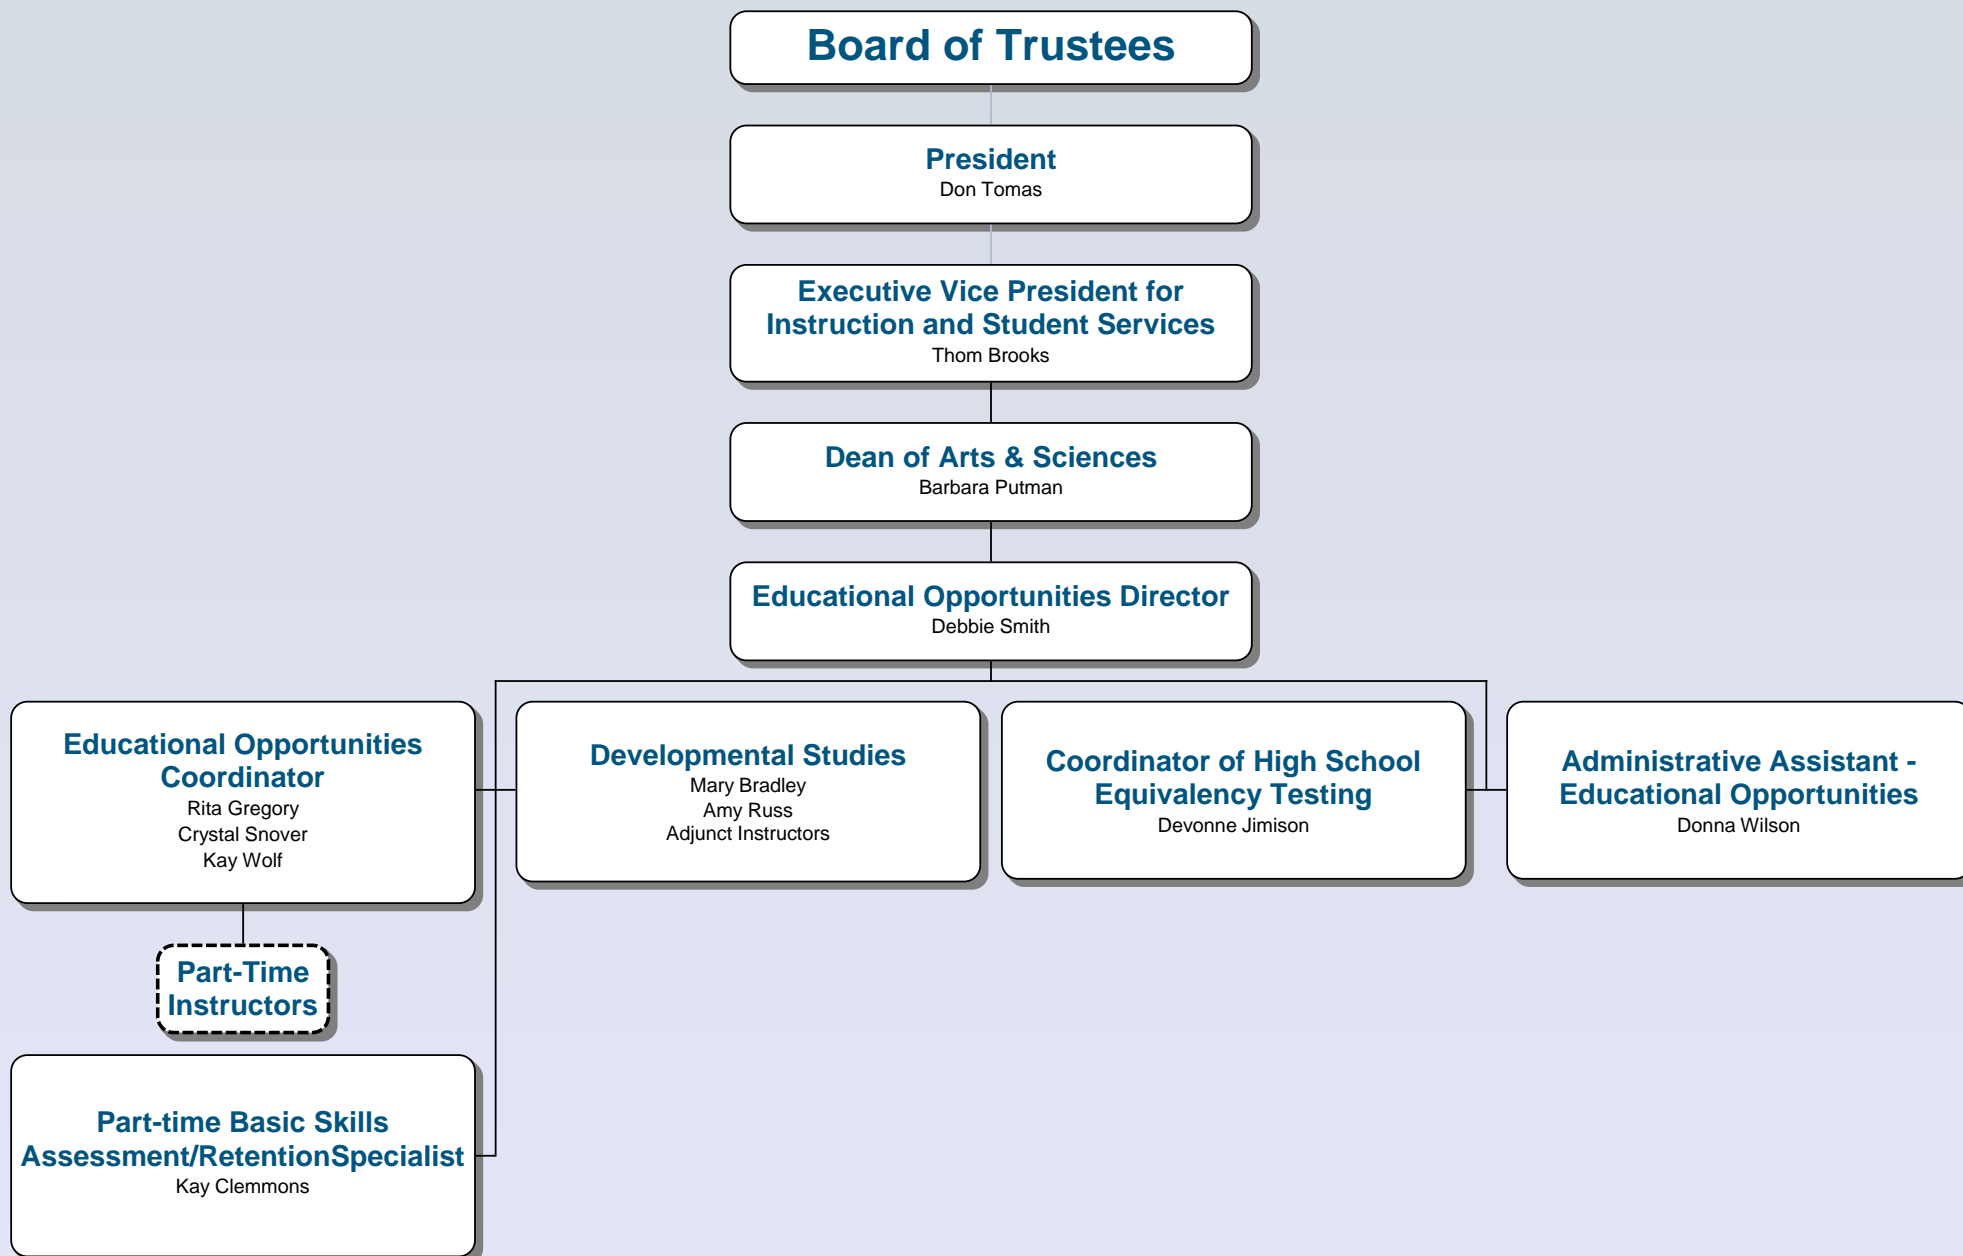 Board of Trustees
President
Don Tomas
Executive Vice President for
Instruction and Student Services
Thom Brooks
Dean of Arts & Sciences
Barbara Putman
Educational Opportunities Director
Debbie Smith
Educational Opportunities
Coordinator
Rita Gregory
Crystal Snover
Kay Wolf
Developmental Studies
Mary Bradley
Amy Russ
Adjunct Instructors
Coordinator of High School
Equivalency Testing
Devonne Jimison
Administrative Assistant -
Educational Opportunities
Donna Wilson
Part-Time
Instructors
Part-time Basic Skills
Assessment/RetentionSpecialist
Kay Clemmons